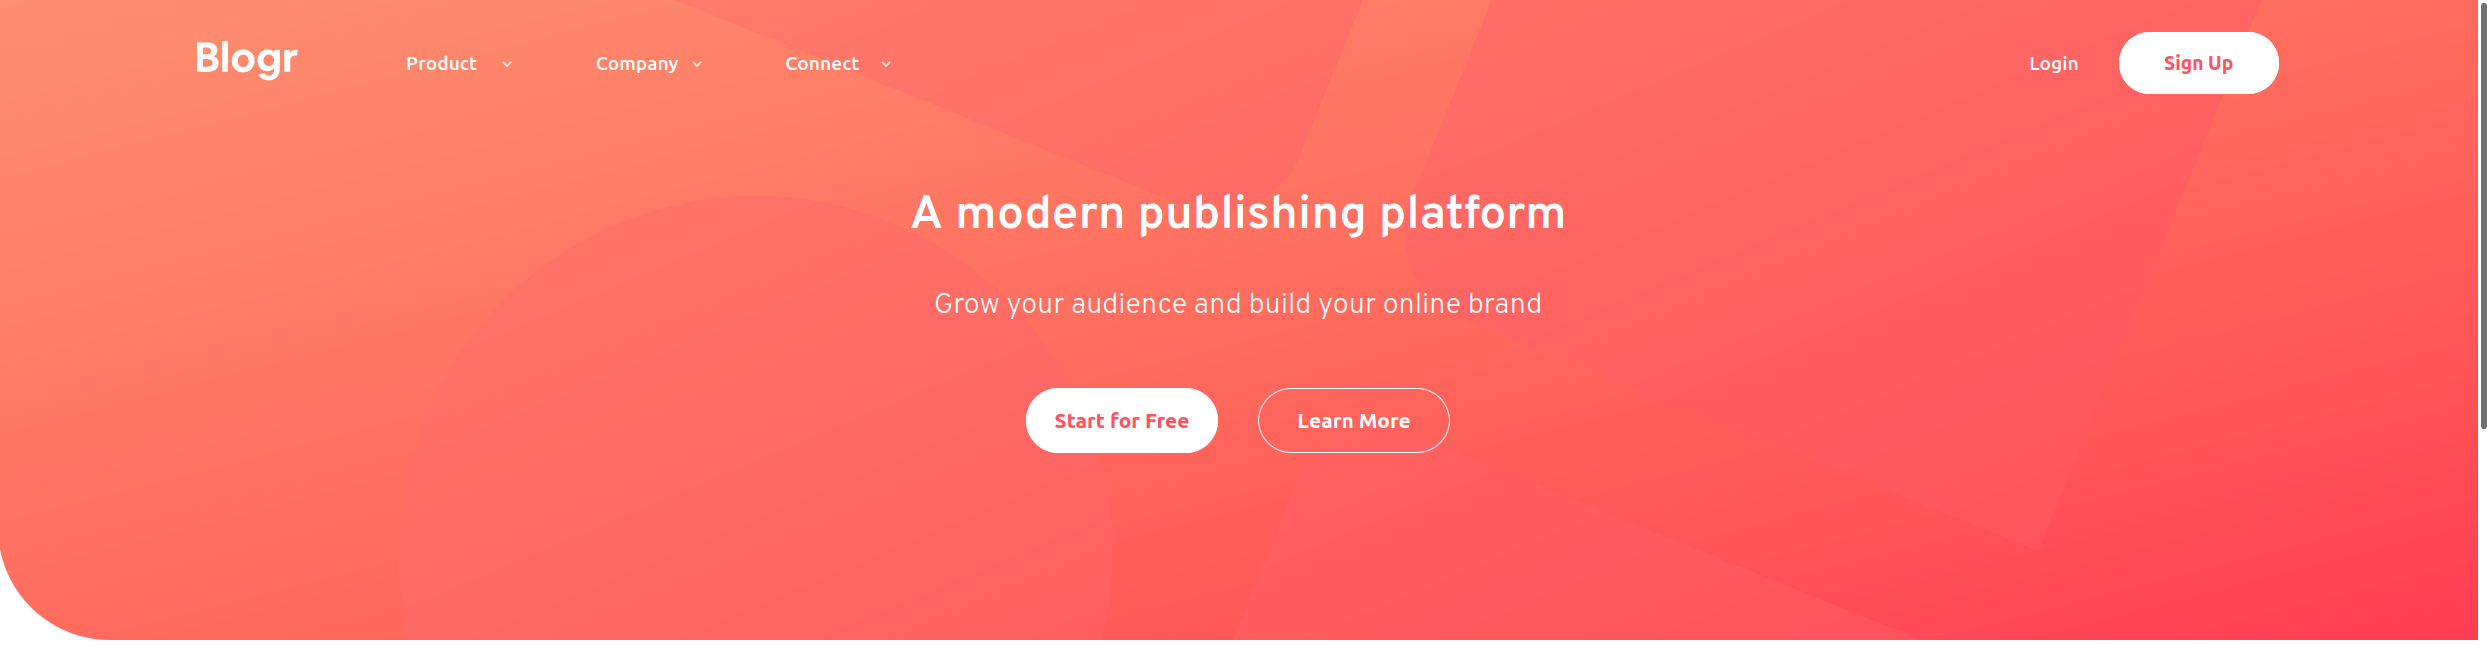 Blogr Product Company Connect Login Sign Up
A modern publishing platform
Grow your audience and build your online brand
Start for Free Learn More